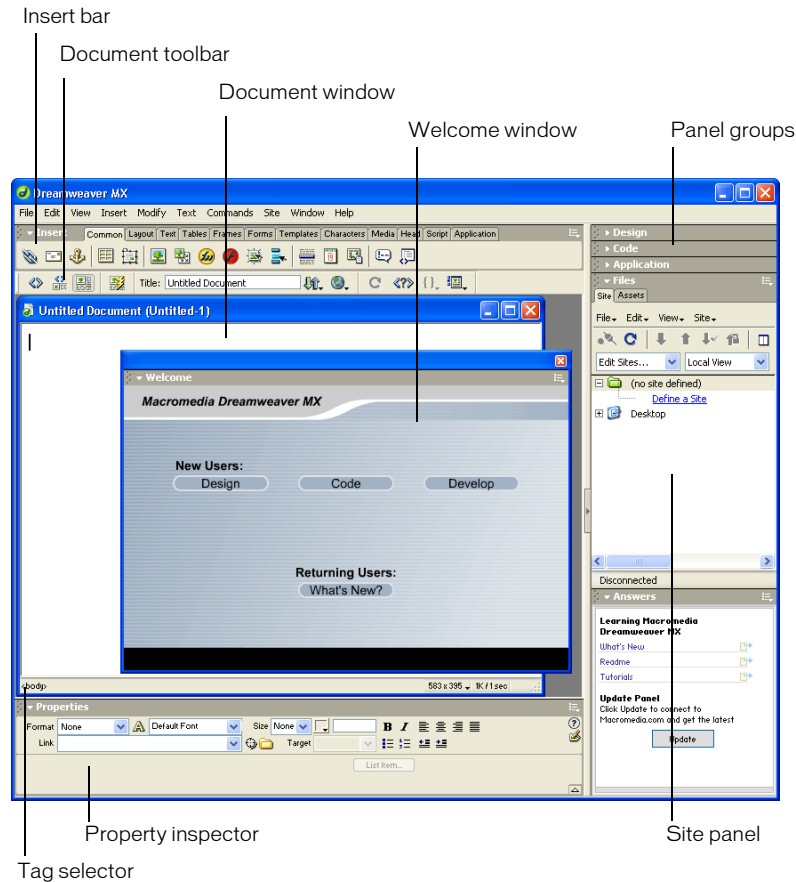 Insert bar
Document toolbar
Document window
Welcome window
Panel groups
Dreamweaver MX
File Edit View Insert Modify Text Commands Site Window Help
Insert Common Layout Text Tables Frames Forms Templates Characters Media Head Script Application
Title: Untitled Document
Untitled Document (Untitled-1)
Welcome
Macromedia Dreamweaver MX
New Users:
Design Code Develop
Returning Users:
What's New?
<body> 583 x 395 1K / 1 sec
Properties
Format None Default Font Size None B I
Link Target
List Item...
Design
Code
Application
Files
Site Assets
File Edit View Site
Edit Sites... Local View
(no site defined)
Define a Site
Desktop
Disconnected
Answers
Learning Macromedia
Dreamweaver MX
What's New
Readme
Tutorials
Update Panel
Click Update to connect to
Macromedia.com and get the latest
Update
Property inspector
Site panel
Tag selector